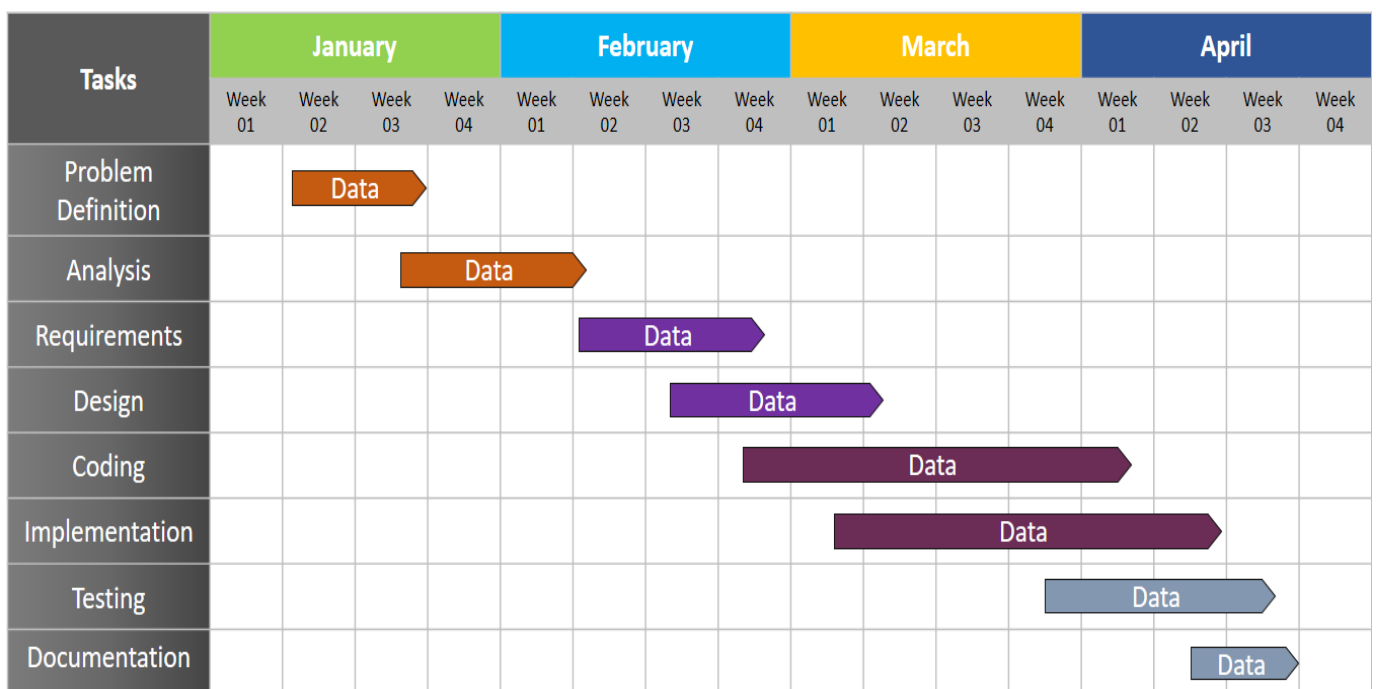 January February March April
Tasks
Week Week Week Week Week Week Week Week Week Week Week Week Week Week Week Week
01 02 03 04 01 02 03 04 01 02 03 04 01 02 03 04
Problem
Definition
Data
Analysis Data
Requirements Data
Design Data
Coding Data
Implementation Data
Testing Data
Documentation Data